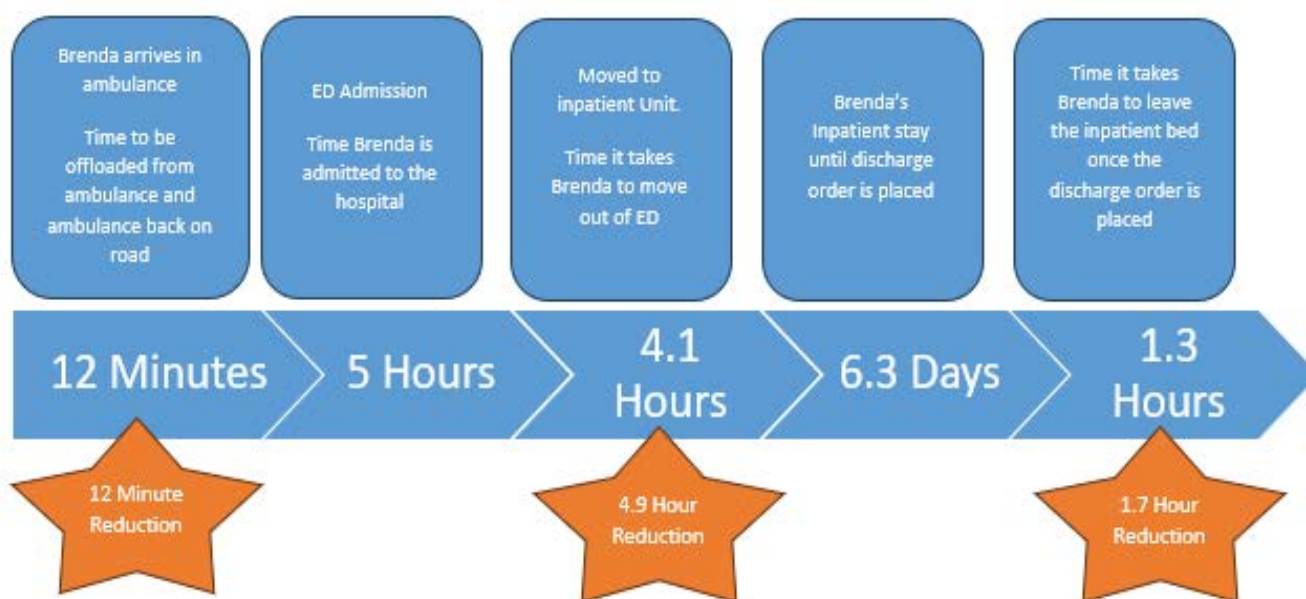 Brenda arrives in
ambulance
Time to be
offloaded from
ambulance and
ambulance back on
road
ED Admission
Time Brenda is
admitted to the
hospital
Moved to
inpatient Unit.
Time it takes
Brenda to move
out of ED
Brenda's
Inpatient stay
until discharge
order is placed
Time it takes
Brenda to leave
the inpatient bed
once the
discharge order is
placed
12 Minutes
5 Hours
4.1
Hours
6.3 Days
1.3
Hours
12 Minute
Reduction
4.9 Hour
Reduction
1.7 Hour
Reduction